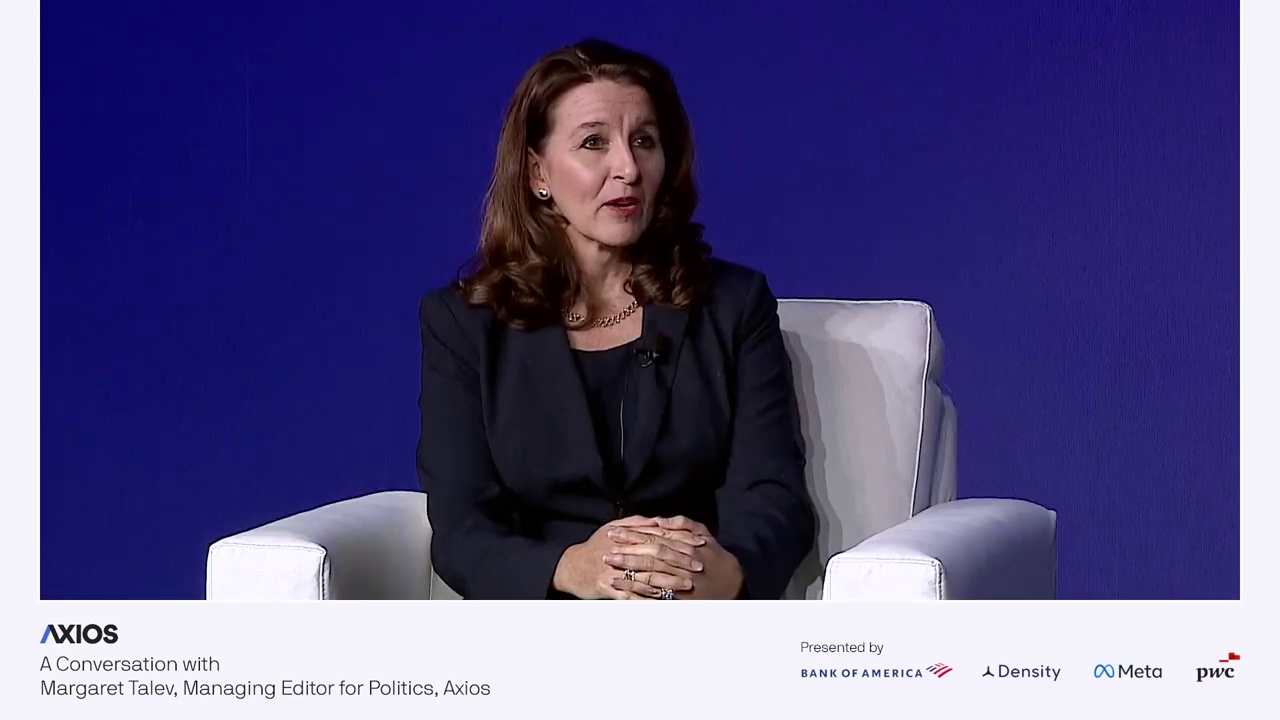 AXIOS
A Conversation with
Margaret Talev, Managing Editor for Politics, Axios
Presented by
BANK OF AMERICA
Density
Meta
pwc